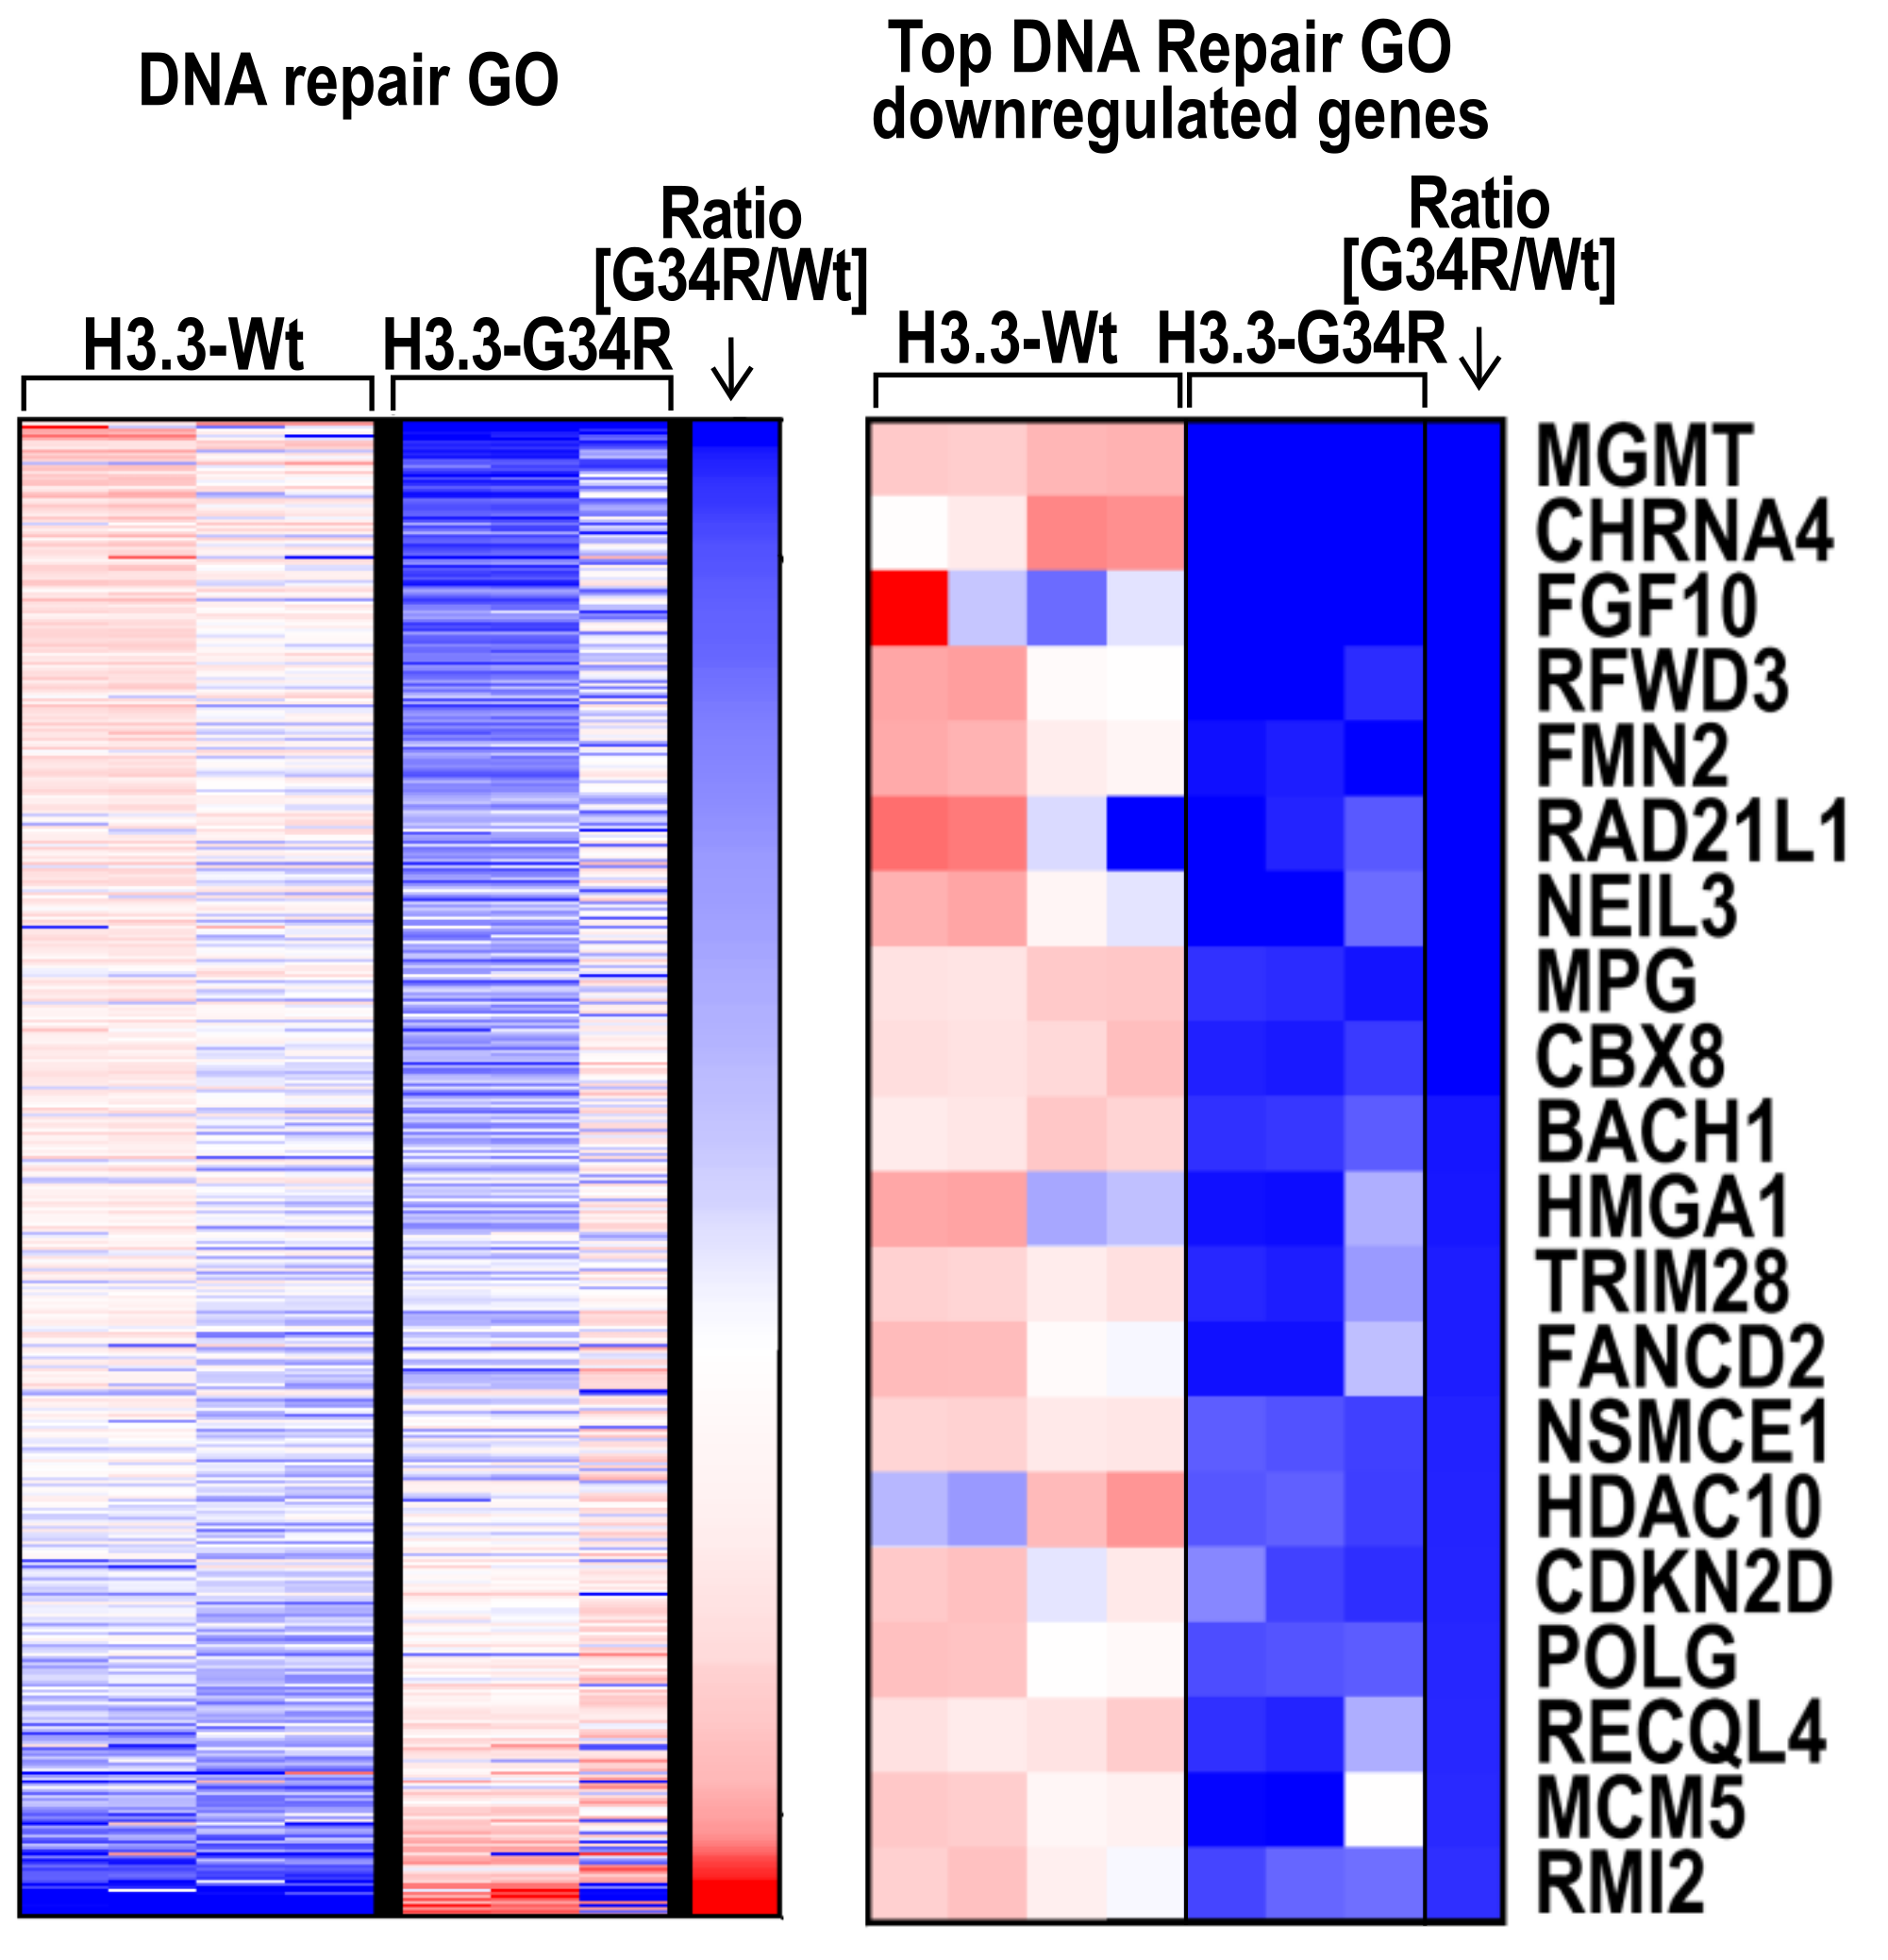 DNA repair GO
Ratio
[G34R/Wt]
H3.3-Wt
H3.3-G34R
Top DNA Repair GO
downregulated genes
Ratio
[G34R/Wt]
H3.3-Wt
H3.3-G34R
MGMT
CHRNA4
FGF10
RFWD3
FMN2
RAD21L1
NEIL3
MPG
CBX8
BACH1
HMGA1
TRIM28
FANCD2
NSMCE1
HDAC10
CDKN2D
POLG
RECQL4
MCM5
RMI2